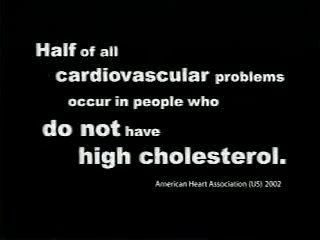 Half of all
cardiovascular problems
occur in people who
do not have
high cholesterol.
American Heart Association (US) 2002